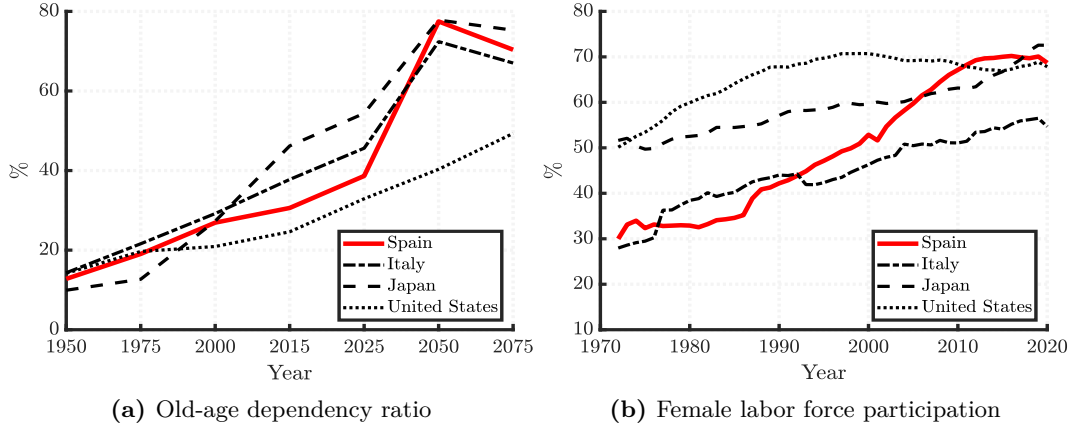 80
60
40
20
0
%
1950 1975 2000 2015 2025 2050 2075
Year
Spain
Italy
Japan
United States
(a) Old-age dependency ratio
80
70
60
50
40
30
20
10
%
1970 1980 1990 2000 2010 2020
Year
Spain
Italy
Japan
United States
(b) Female labor force participation